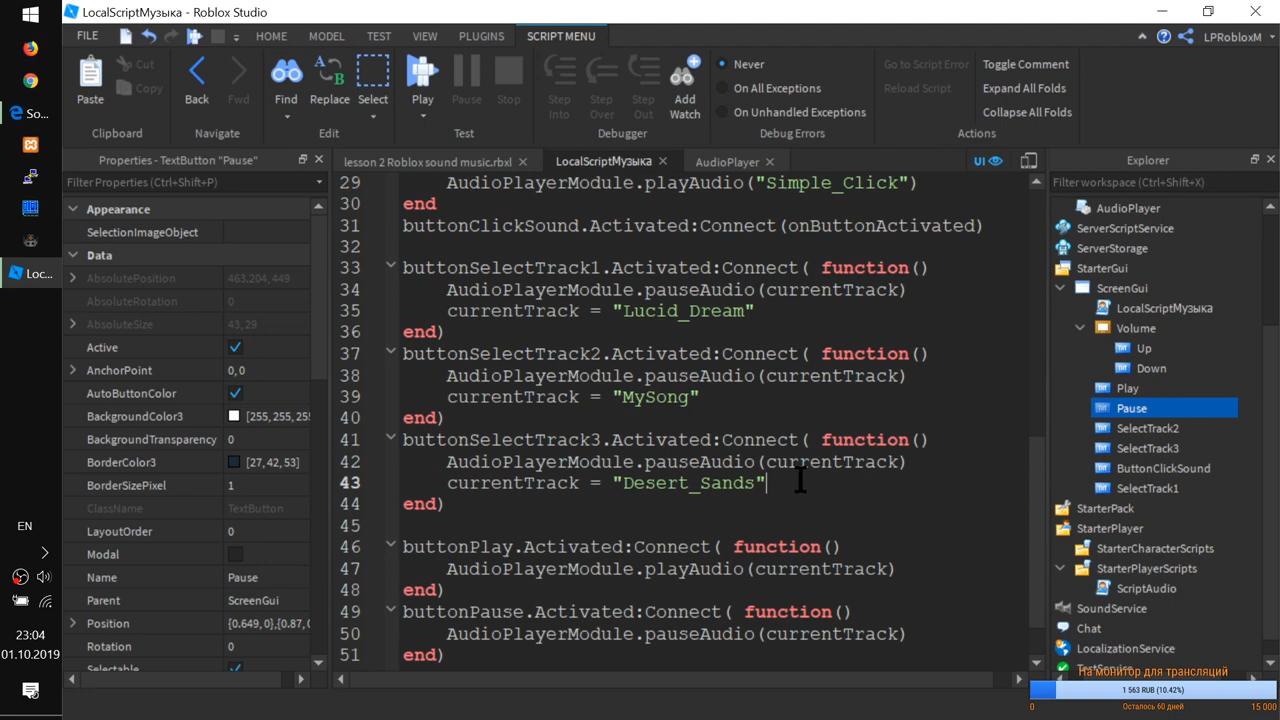 LocalScriptМузыка - Roblox Studio
FILE HOME MODEL TEST VIEW PLUGINS SCRIPT MENU LPRobloxM
Paste Cut Copy Back Fwd Find Replace Select Play Pause Stop Step Into Step Over Step Out Add Watch
Never Go to Script Error Toggle Comment
On All Exceptions Reload Script Expand All Folds
On Unhandled Exceptions Collapse All Folds
Clipboard Navigate Edit Test Debugger Debug Errors Actions
Properties - TextButton "Pause"
Filter Properties (Ctrl+Shift+P)
Appearance
SelectionImageObject
Data
AbsolutePosition 463,204,449
AbsoluteRotation 0
AbsoluteSize 43,29
Active
AnchorPoint 0,0
AutoButtonColor
BackgroundColor3 [255,255,255
BackgroundTransparency 0
BorderColor3 [27,42,53]
BorderSizePixel 1
ClassName TextButton
LayoutOrder 0
Modal
Name Pause
Parent ScreenGui
Position {0.649,0},{0.87,0
Rotation 0
Selectable
lesson 2 Roblox sound music.rbxl LocalScriptМузыка AudioPlayer UI
29 AudioPlayerModule.playAudio("Simple_Click")
30 end
31 buttonClickSound.Activated:Connect(onButtonActivated)
32
33 buttonSelectTrack1.Activated:Connect( function()
34 AudioPlayerModule.pauseAudio(currentTrack)
35 currentTrack = "Lucid_Dream"
36 end)
37 buttonSelectTrack2.Activated:Connect( function()
38 AudioPlayerModule.pauseAudio(currentTrack)
39 currentTrack = "MySong"
40 end)
41 buttonSelectTrack3.Activated:Connect( function()
42 AudioPlayerModule.pauseAudio(currentTrack)
43 currentTrack = "Desert_Sands"
44 end)
45
46 buttonPlay.Activated:Connect( function()
47 AudioPlayerModule.playAudio(currentTrack)
48 end)
49 buttonPause.Activated:Connect( function()
50 AudioPlayerModule.pauseAudio(currentTrack)
51 end)
Explorer
Filter workspace (Ctrl+Shift+X)
AudioPlayer
ServerScriptService
ServerStorage
StarterGui
ScreenGui
LocalScriptМузыка
Volume
Up
Down
Play
Pause
SelectTrack2
SelectTrack3
ButtonClickSound
SelectTrack1
StarterPack
StarterPlayer
StarterCharacterScripts
StarterPlayerScripts
ScriptAudio
SoundService
Chat
LocalizationService
TestService
На монитор для трансляций
1 563 RUB (10.42%)
0 Осталось 60 дней 15 000
So...
Loc...
EN
23:04
01.10.2019